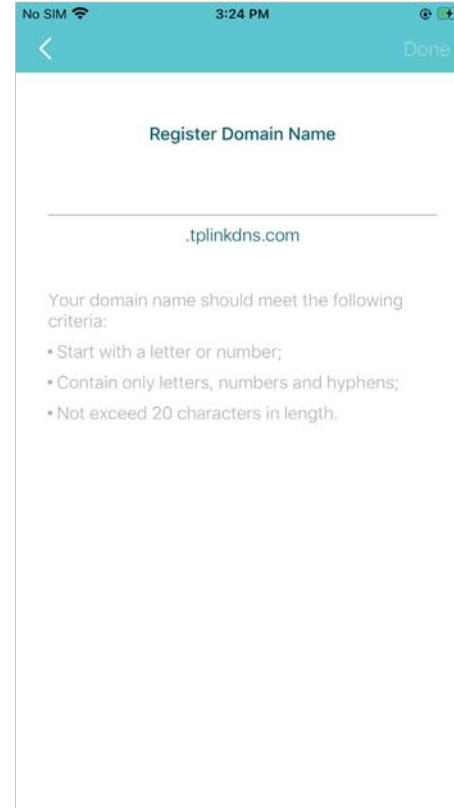 No SIM 3:24 PM
Done
Register Domain Name
.tplinkdns.com
Your domain name should meet the following
criteria:
• Start with a letter or number;
• Contain only letters, numbers and hyphens;
• Not exceed 20 characters in length.